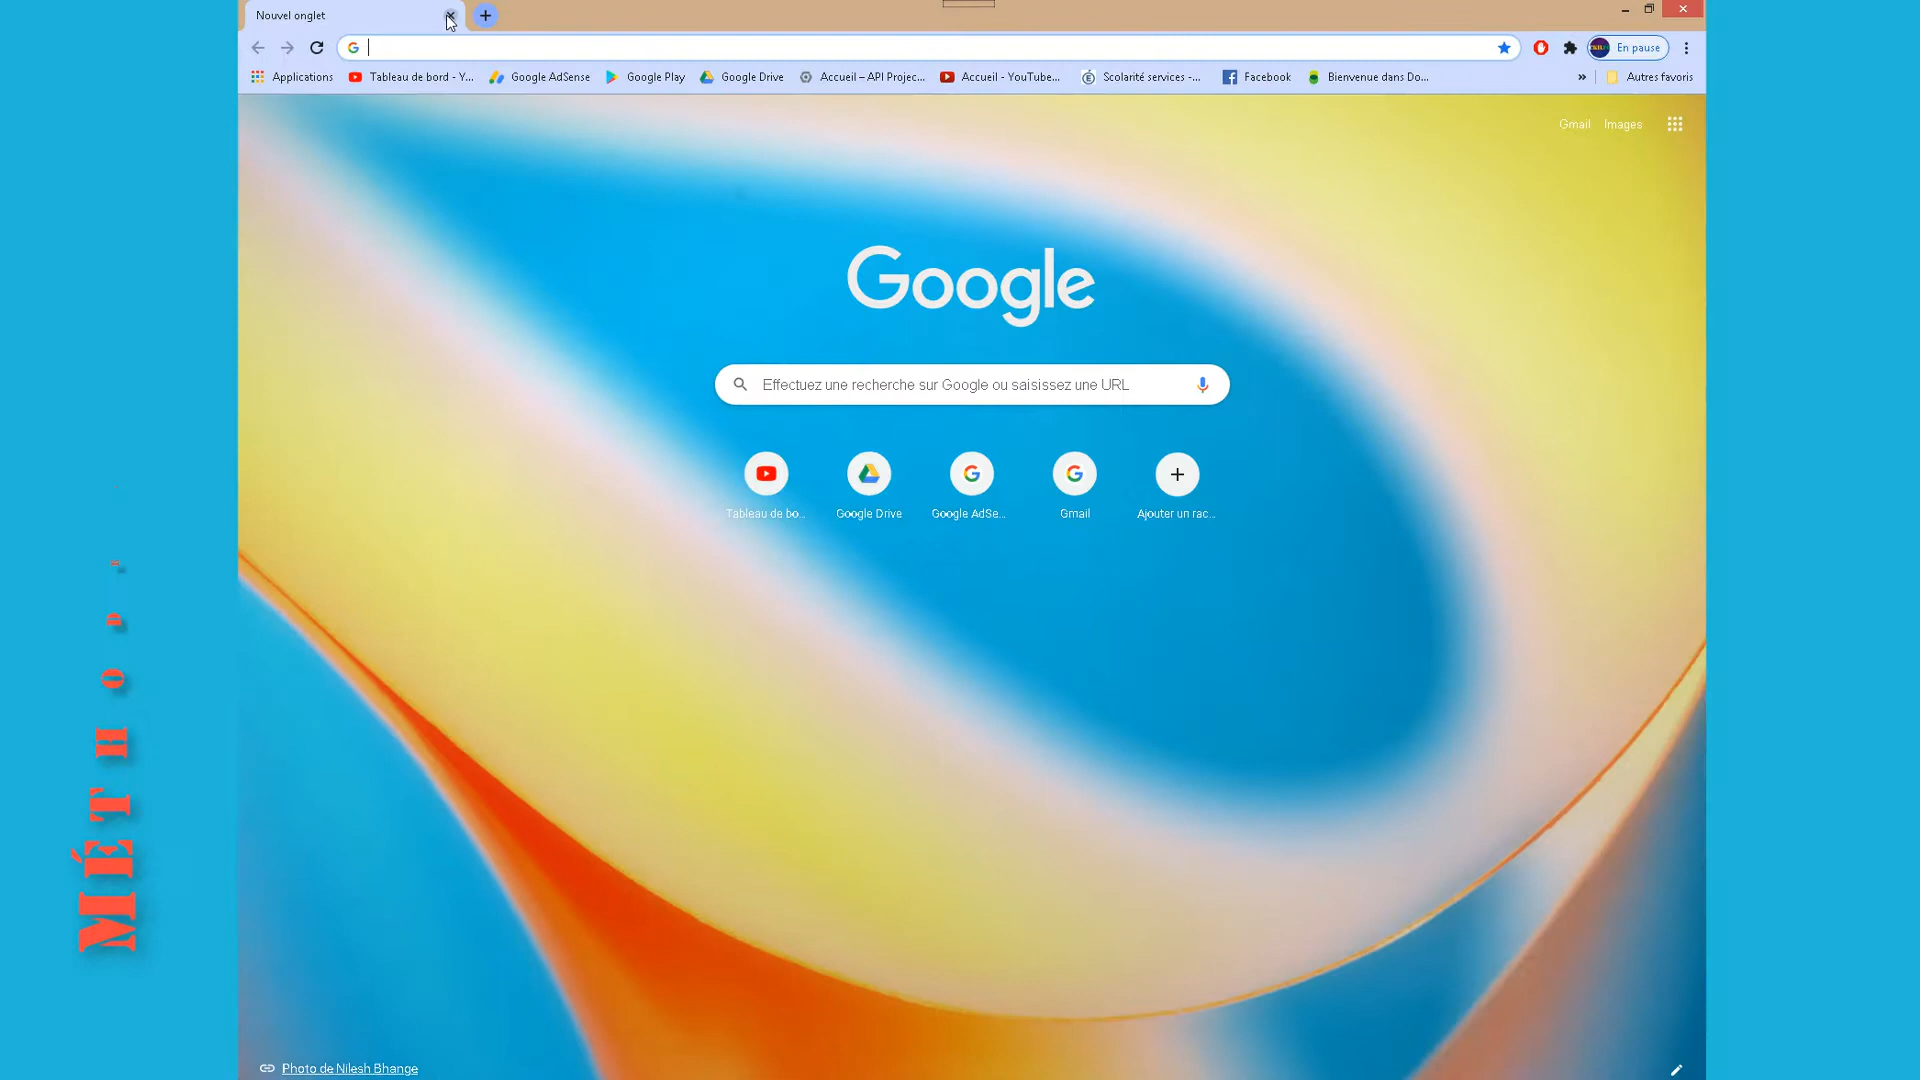 Nouvel onglet
En pause
Applications
Tableau de bord - Y...
Google AdSense
Google Play
Google Drive
Accueil – API Projec...
Accueil - YouTube...
Scolarité services -...
Facebook
Bienvenue dans Do...
»
Autres favoris
Gmail Images
Google
Effectuez une recherche sur Google ou saisissez une URL
Tableau de bo...
Google Drive
Google AdSe...
Gmail
Ajouter un rac...
MÉTHO
Photo de Nilesh Bhange